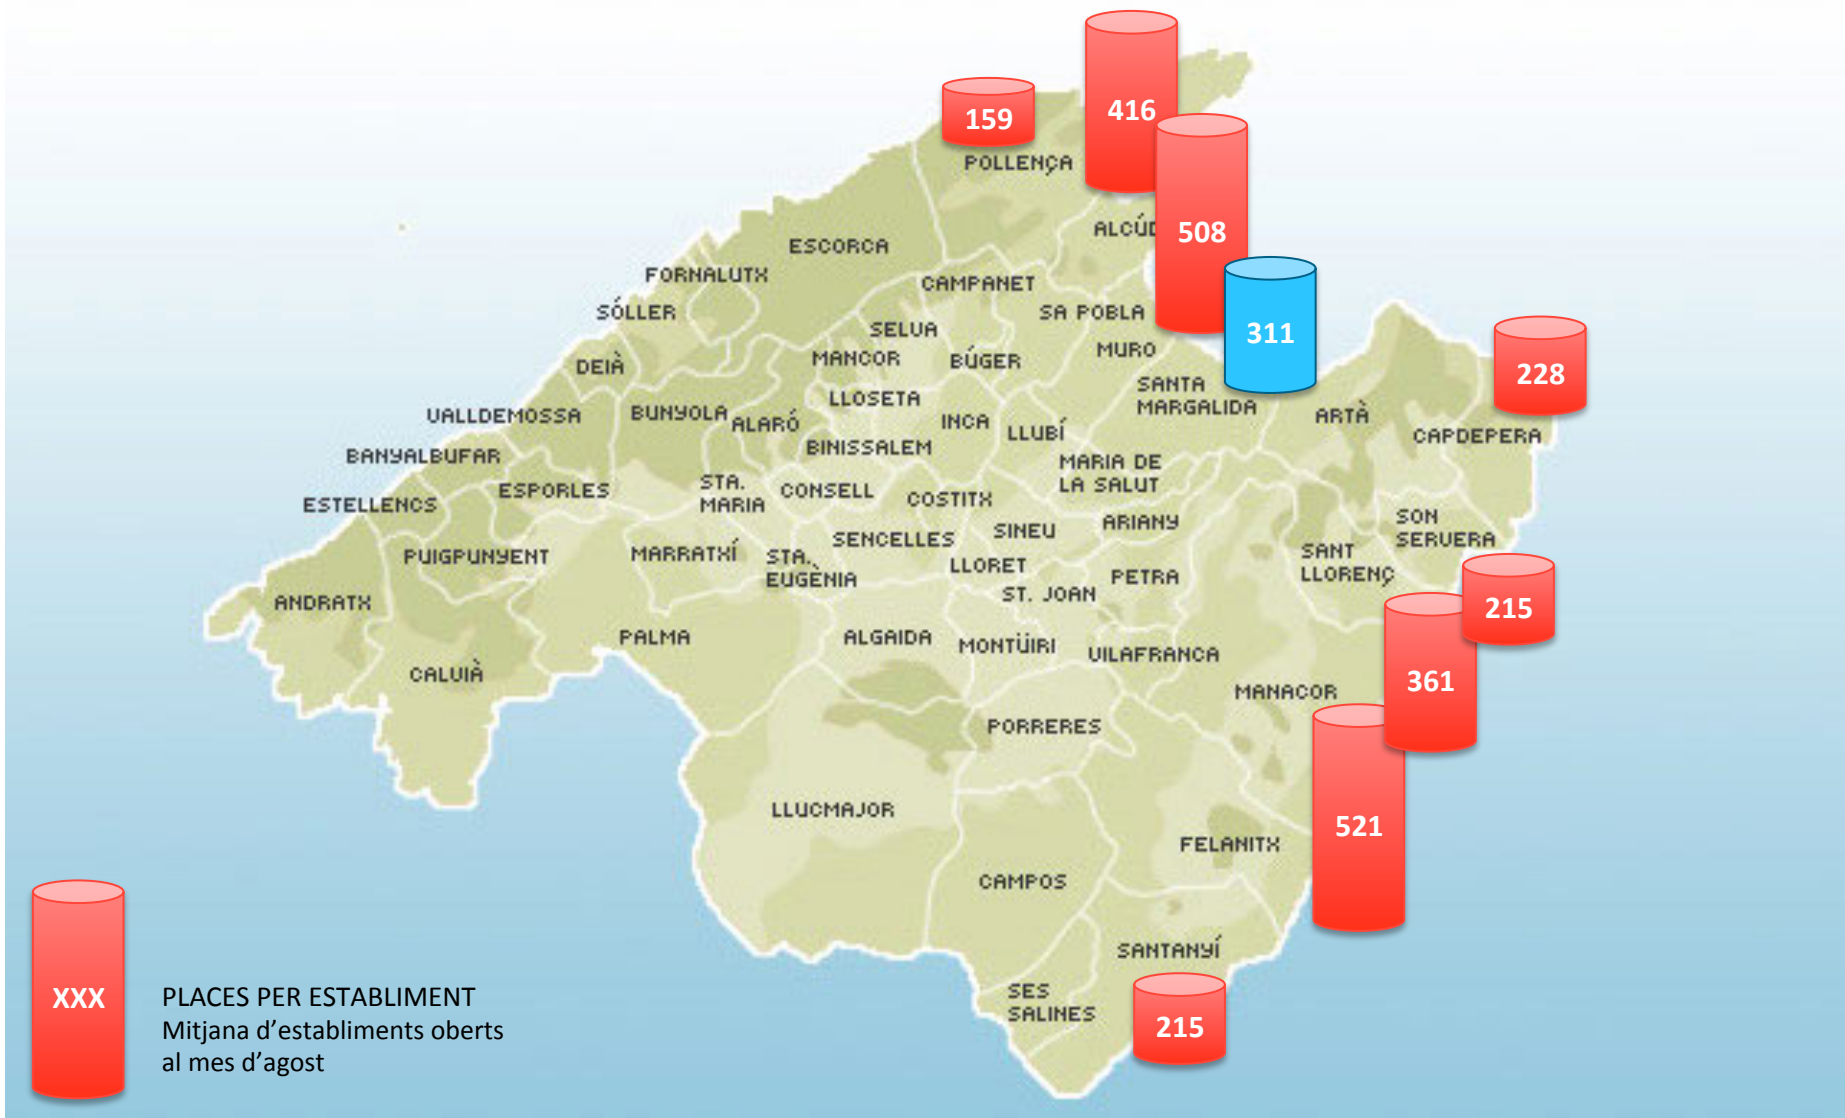 416
159
POLLENÇA
ALCÚD
508
ESCORCA
FORNALUTX
CAMPANET
SÓLLER
SA POBLA
SELVA
311
MANCOR
BÚGER
MURO
DEIÀ
228
SANTA
MARGALIDA
LLOSETA
VALLDEMOSSA
BUNYOLA
ALARÓ
INCA
LLUBÍ
ARTÀ
CAPDEPERA
BINISSALEM
BANYALBUFAR
MARIA DE
LA SALUT
ESTELLENCS
ESPORLES
STA.
MARIA
CONSELL
COSTITX
ARIANY
SON
SERVERA
SINEU
SENCELLES
PUIGPUNYENT
MARRATXÍ
STA.
EUGÈNIA
LLORET
PETRA
SANT
LLORENÇ
ST. JOAN
ANDRATX
215
PALMA
ALGAIDA
MONTÜIRI
VILAFRANCA
CALVIÀ
361
MANACOR
PORRERES
LLUCMAJOR
521
FELANITX
CAMPOS
SANTANYÍ
SES
SALINES
215
XXX
PLACES PER ESTABLIMENT
Mitjana d'establiments oberts
al mes d'agost